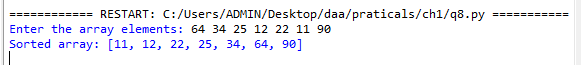 ============ RESTART: C:/Users/ADMIN/Desktop/daa/praticals/ch1/q8.py ===========
Enter the array elements: 64 34 25 12 22 11 90
Sorted array: [11, 12, 22, 25, 34, 64, 90]